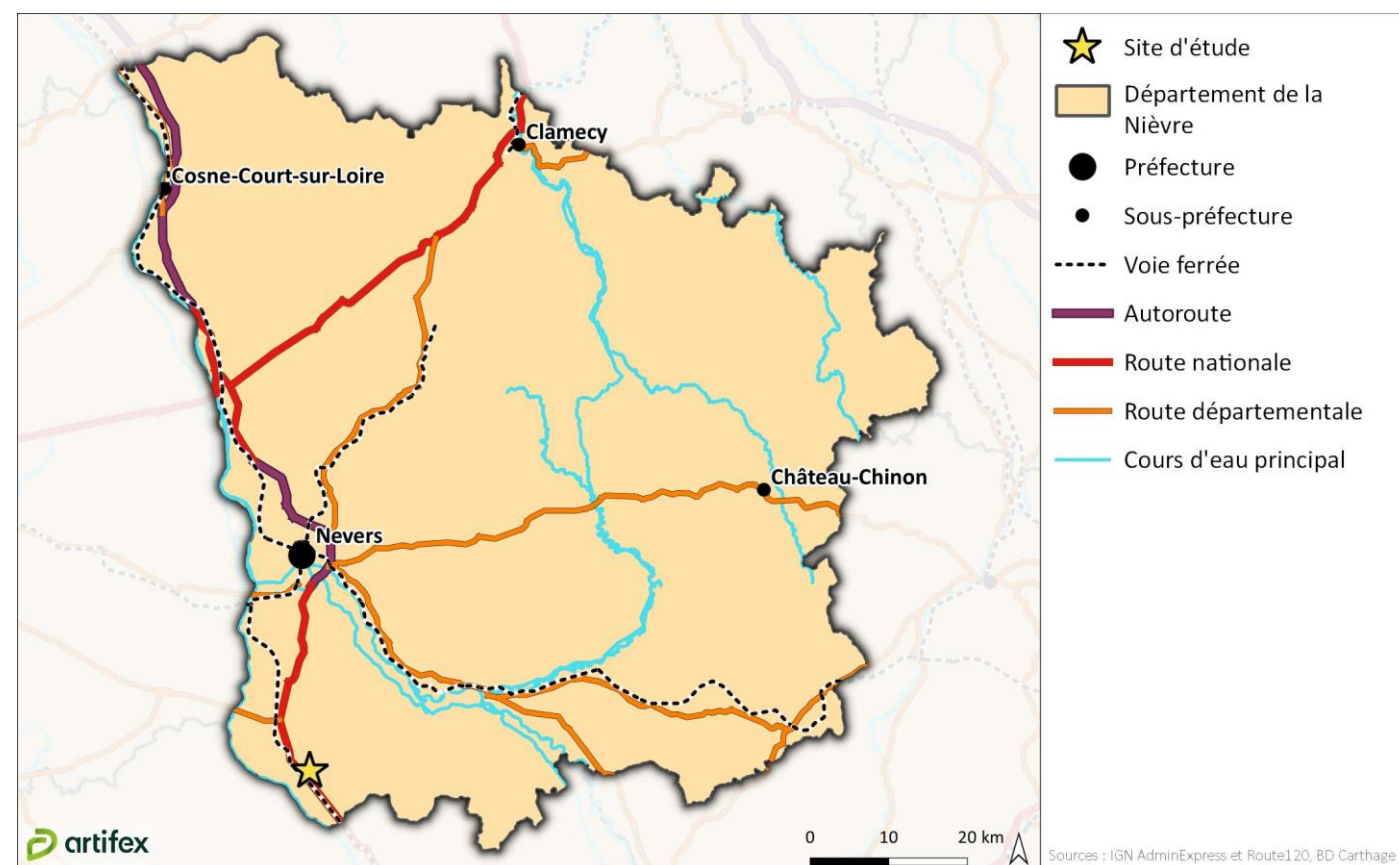 Clamecy
Cosne-Court-sur-Loire
Château-Chinon
Nevers
artifex
0 10 20 km
Site d'étude
Département de la
Nièvre
Préfecture
Sous-préfecture
Voie ferrée
Autoroute
Route nationale
Route départementale
Cours d'eau principal
Sources : IGN AdminExpress et Route120, BD Carthage